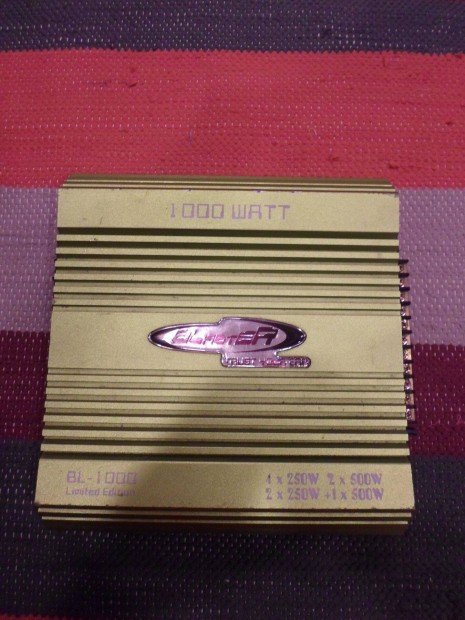 1000 WATT
BL-1000
Limited Edition
4 x 250W 2 x 500W
2 x 250W + 1 x 500W